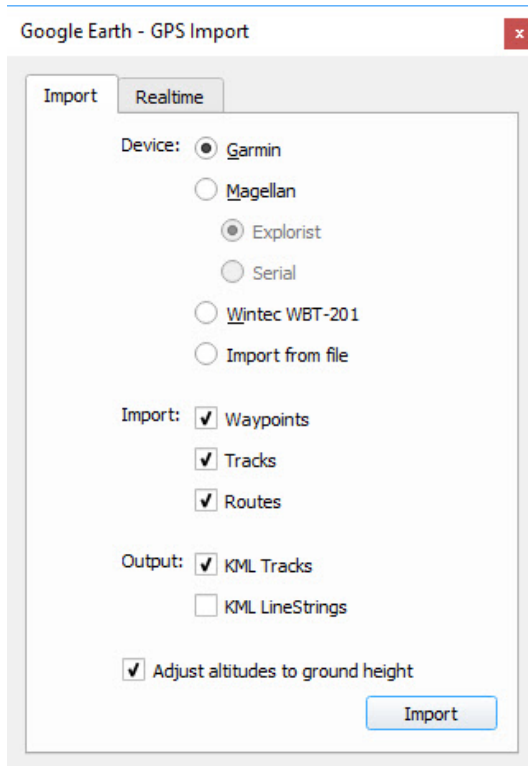 Google Earth - GPS Import
x
Import Realtime
Device: Garmin
Magellan
Explorist
Serial
Wintec WBT-201
Import from file
Import: Waypoints
Tracks
Routes
Output: KML Tracks
KML LineStrings
Adjust altitudes to ground height
Import